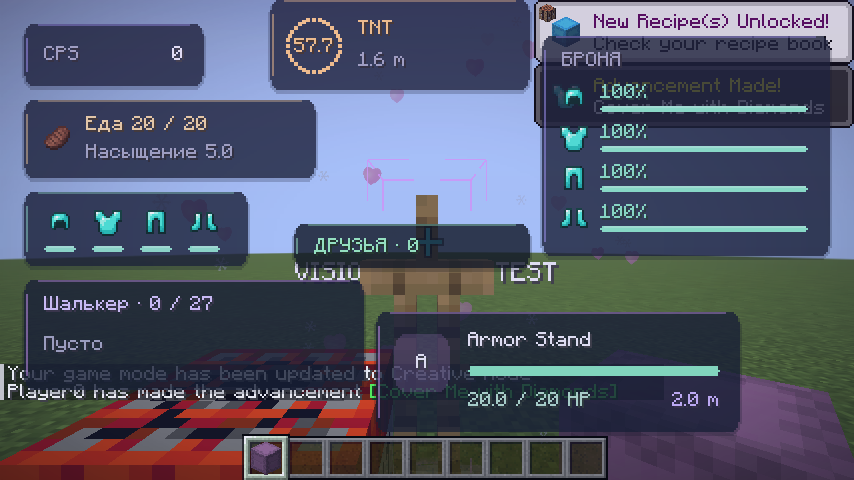 CPS 0
57.7
TNT
1.6 m
New Recipe(s) Unlocked!
Check your recipe book
БРОНЯ
Advancement Made!
Cover Me with Diamonds
100%
100%
100%
100%
Еда 20 / 20
Насыщение 5.0
ДРУЗЬЯ · 0
VISIO TEST
Шалькер · 0 / 27
Пусто
A
Armor Stand
20.0 / 20 HP 2.0 m
Your game mode has been updated to Creative Mode
Player0 has made the advancement [Cover Me with Diamonds]